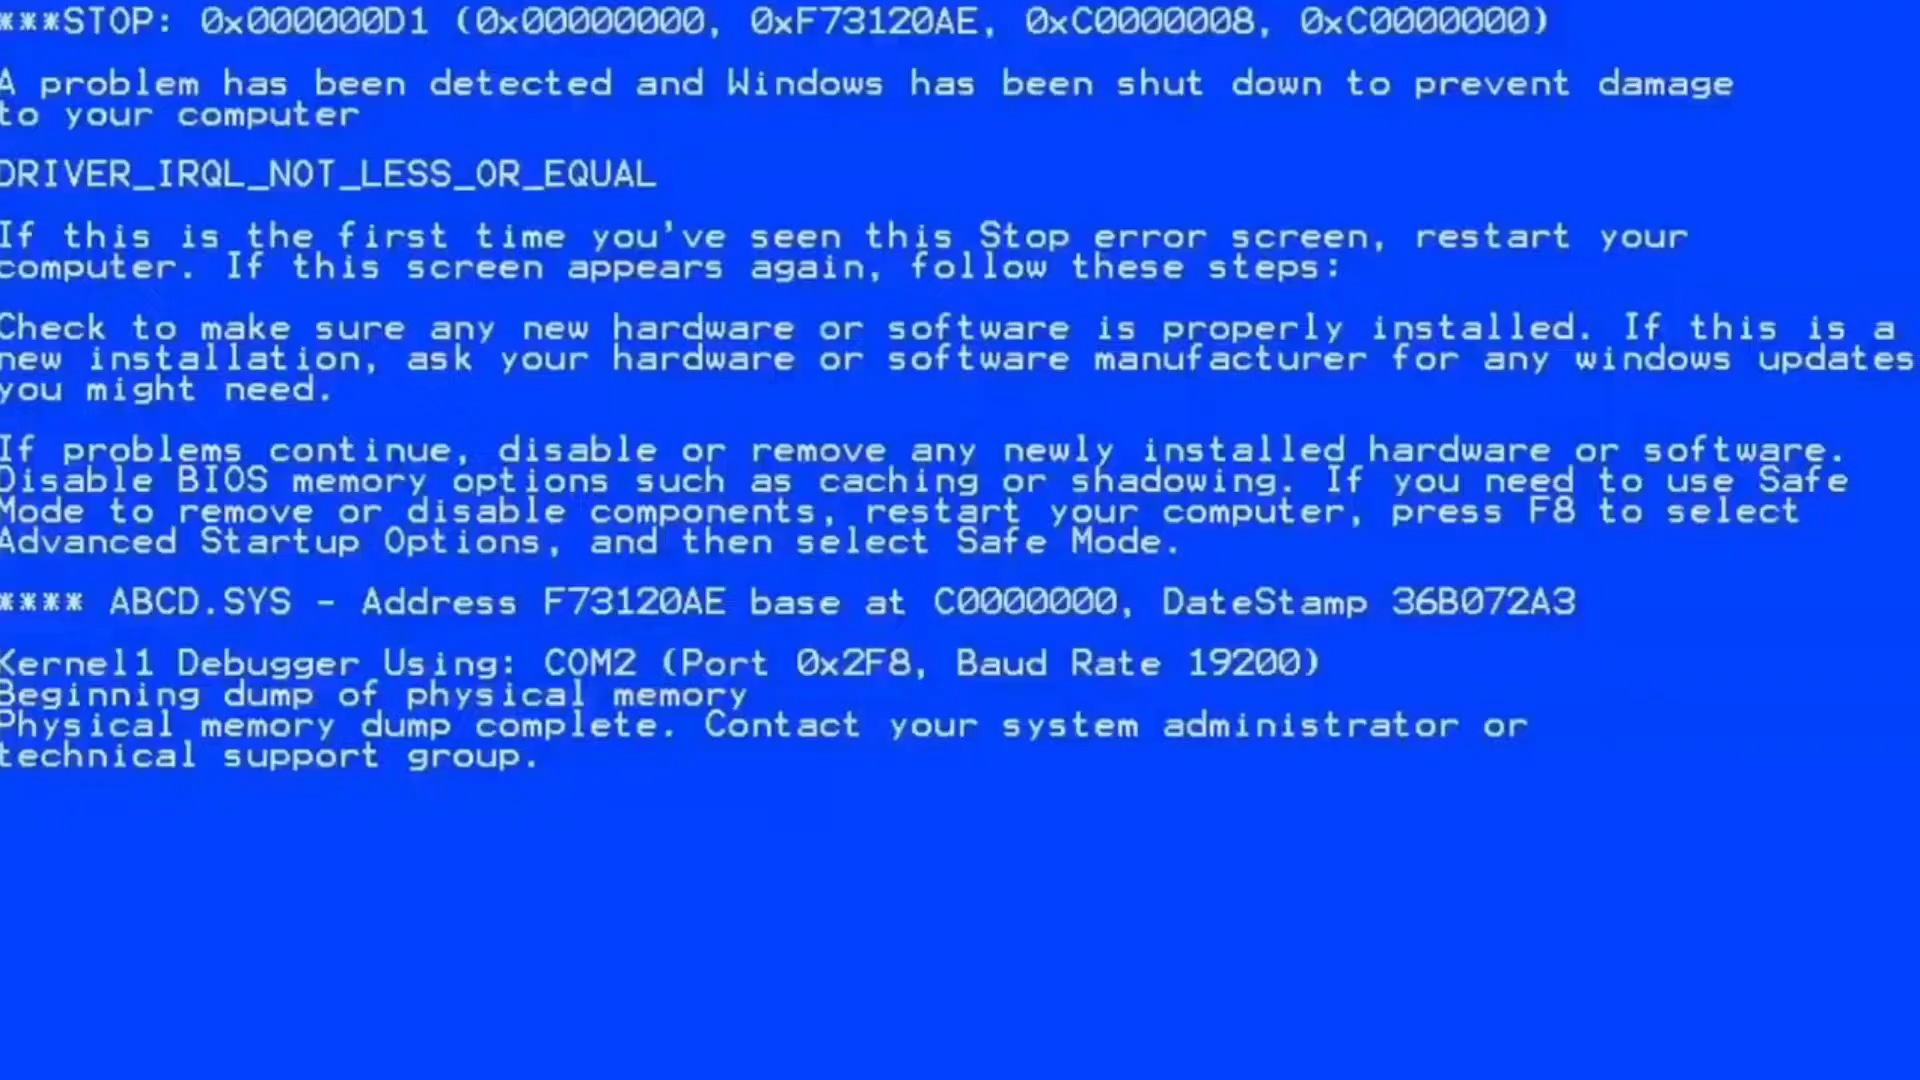 ***STOP: 0x000000D1 (0x00000000, 0xF73120AE, 0xC0000008, 0xC0000000)
A problem has been detected and Windows has been shut down to prevent damage
to your computer
DRIVER_IRQL_NOT_LESS_OR_EQUAL
If this is the first time you've seen this Stop error screen, restart your
computer. If this screen appears again, follow these steps:
Check to make sure any new hardware or software is properly installed. If this is a
new installation, ask your hardware or software manufacturer for any windows updates
you might need.
If problems continue, disable or remove any newly installed hardware or software.
Disable BIOS memory options such as caching or shadowing. If you need to use Safe
Mode to remove or disable components, restart your computer, press F8 to select
Advanced Startup Options, and then select Safe Mode.
**** ABCD.SYS - Address F73120AE base at C0000000, DateStamp 36B072A3
Kernel1 Debugger Using: COM2 (Port 0x2F8, Baud Rate 19200)
Beginning dump of physical memory
Physical memory dump complete. Contact your system administrator or
technical support group.